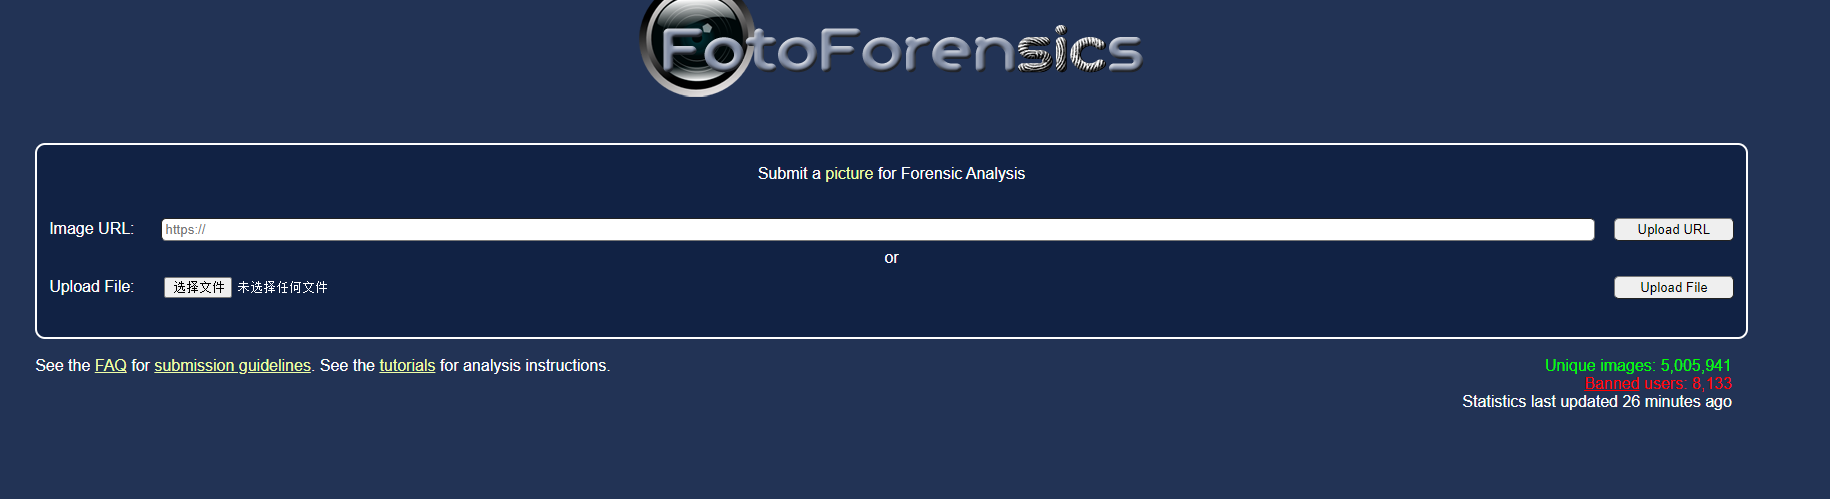 FotoForensics
Submit a picture for Forensic Analysis
Image URL: https:// Upload URL
or
Upload File: 选择文件 未选择任何文件 Upload File
See the FAQ for submission guidelines. See the tutorials for analysis instructions.
Unique images: 5,005,941
Banned users: 8,133
Statistics last updated 26 minutes ago